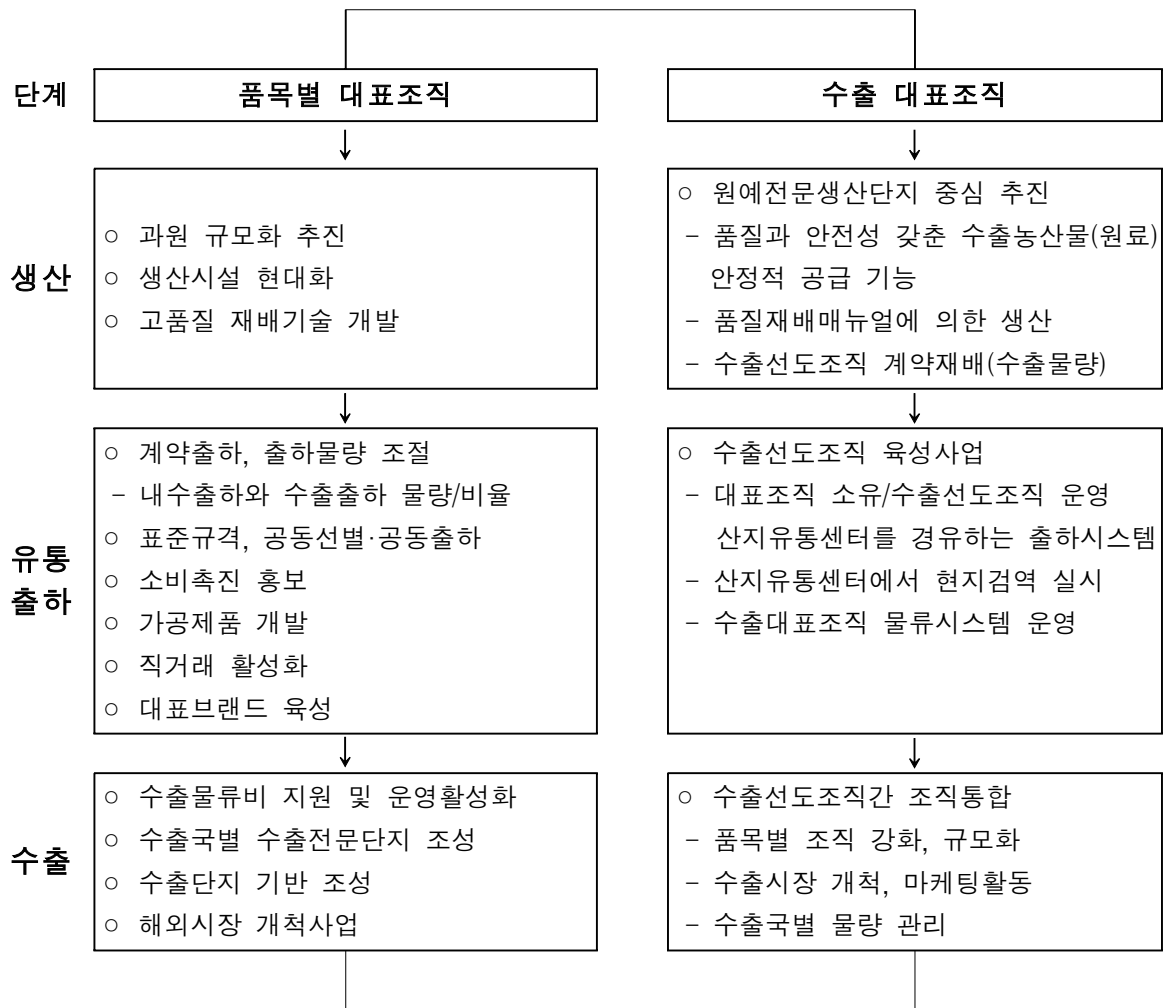 단계
품목별 대표조직
수출 대표조직
생산
○ 과원 규모화 추진
○ 생산시설 현대화
○ 고품질 재배기술 개발
○ 원예전문생산단지 중심 추진
- 품질과 안전성 갖춘 수출농산물(원료)
안정적 공급 기능
- 품질재배매뉴얼에 의한 생산
- 수출선도조직 계약재배(수출물량)
유통
출하
○ 계약출하, 출하물량 조절
- 내수출하와 수출출하 물량/비율
○ 표준규격, 공동선별·공동출하
○ 소비촉진 홍보
○ 가공제품 개발
○ 직거래 활성화
○ 대표브랜드 육성
○ 수출선도조직 육성사업
- 대표조직 소유/수출선도조직 운영
산지유통센터를 경유하는 출하시스템
- 산지유통센터에서 현지검역 실시
- 수출대표조직 물류시스템 운영
수출
○ 수출물류비 지원 및 운영활성화
○ 수출국별 수출전문단지 조성
○ 수출단지 기반 조성
○ 해외시장 개척사업
○ 수출선도조직간 조직통합
- 품목별 조직 강화, 규모화
- 수출시장 개척, 마케팅활동
- 수출국별 물량 관리